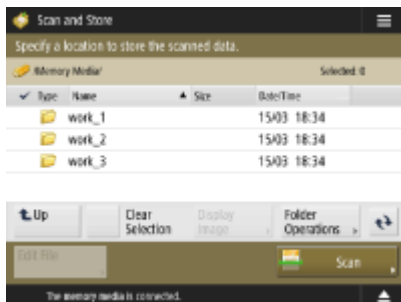 Scan and Store
Specify a location to store the scanned data.
/Memory Media/ Selected: 0
Type Name Size Date/Time
work_1 15/03 18:34
work_2 15/03 18:34
work_3 15/03 18:34
Up Clear Selection Display Image Folder Operations
Edit File Scan
The memory media is connected.